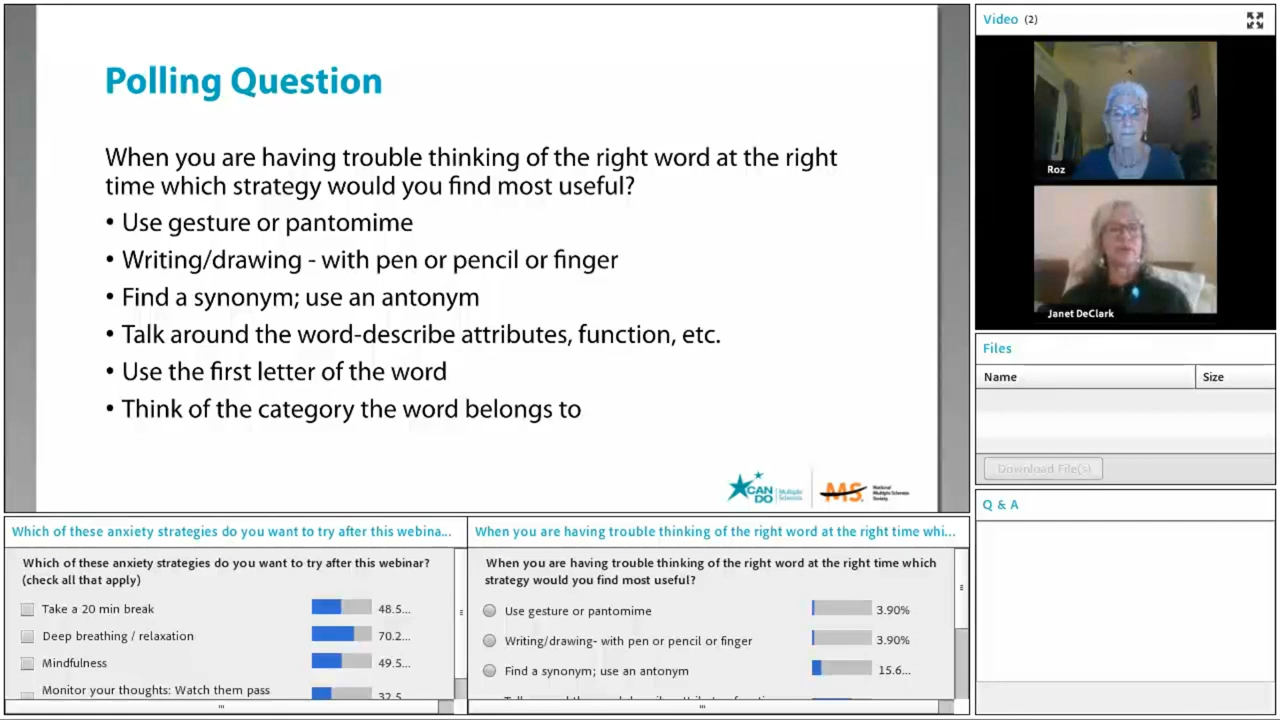 Polling Question
When you are having trouble thinking of the right word at the right
time which strategy would you find most useful?
• Use gesture or pantomime
• Writing/drawing - with pen or pencil or finger
• Find a synonym; use an antonym
• Talk around the word-describe attributes, function, etc.
• Use the first letter of the word
• Think of the category the word belongs to
CAN
DO
Multiple
Sclerosis
MS
National
Multiple Sclerosis
Society
Video (2)
Roz
Janet DeClark
Files
Name
Size
Download File(s)
Q & A
Which of these anxiety strategies do you want to try after this webina...
Which of these anxiety strategies do you want to try after this webinar?
(check all that apply)
Take a 20 min break 48.5...
Deep breathing / relaxation 70.2...
Mindfulness 49.5...
Monitor your thoughts: Watch them pass 32.5
When you are having trouble thinking of the right word at the right time whi...
When you are having trouble thinking of the right word at the right time which
strategy would you find most useful?
Use gesture or pantomime 3.90%
Writing/drawing- with pen or pencil or finger 3.90%
Find a synonym; use an antonym 15.6...